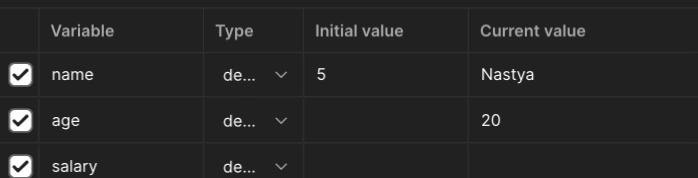 Variable Type Initial value Current value
name de... 5 Nastya
age de... 20
salary de...